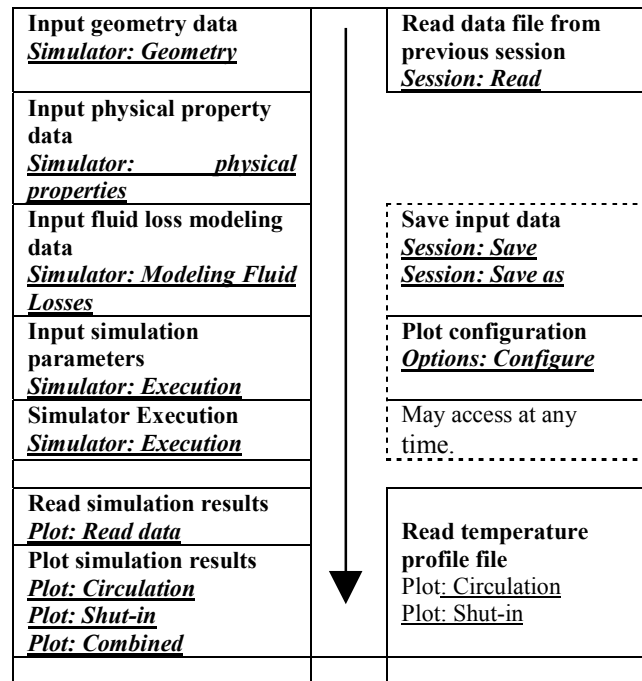 Input geometry data
Simulator: Geometry
Input physical property
data
Simulator: physical
properties
Input fluid loss modeling
data
Simulator: Modeling Fluid
Losses
Input simulation
parameters
Simulator: Execution
Simulator Execution
Simulator: Execution
Read simulation results
Plot: Read data
Plot simulation results
Plot: Circulation
Plot: Shut-in
Plot: Combined
Read data file from
previous session
Session: Read
Save input data
Session: Save
Session: Save as
Plot configuration
Options: Configure
May access at any
time.
Read temperature
profile file
Plot: Circulation
Plot: Shut-in